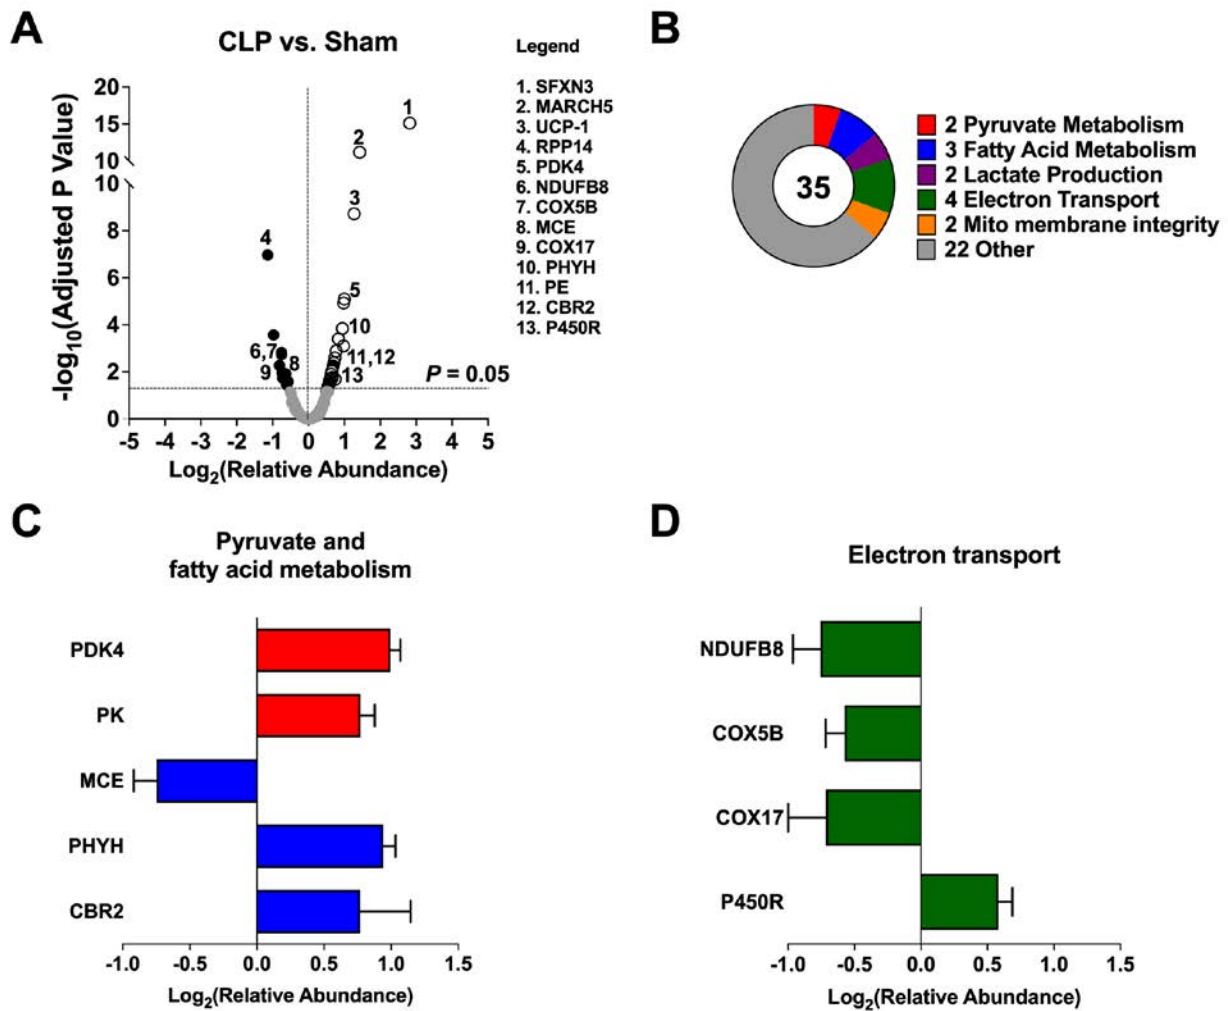 A
CLP vs. Sham
-log10(Adjusted P Value)
20
15
10
10
8
6
4
2
0
1
2
3
4
5
10
6,7
8
11,12
9
13
P = 0.05
-5 -4 -3 -2 -1 0 1 2 3 4 5
Log2(Relative Abundance)
Legend
1. SFXN3
2. MARCH5
3. UCP-1
4. RPP14
5. PDK4
6. NDUFB8
7. COX5B
8. MCE
9. COX17
10. PHYH
11. PE
12. CBR2
13. P450R
B
35
2 Pyruvate Metabolism
3 Fatty Acid Metabolism
2 Lactate Production
4 Electron Transport
2 Mito membrane integrity
22 Other
C
Pyruvate and
fatty acid metabolism
PDK4
PK
MCE
PHYH
CBR2
-1.0 -0.5 0.0 0.5 1.0 1.5
Log2(Relative Abundance)
D
Electron transport
NDUFB8
COX5B
COX17
P450R
-1.0 -0.5 0.0 0.5 1.0 1.5
Log2(Relative Abundance)